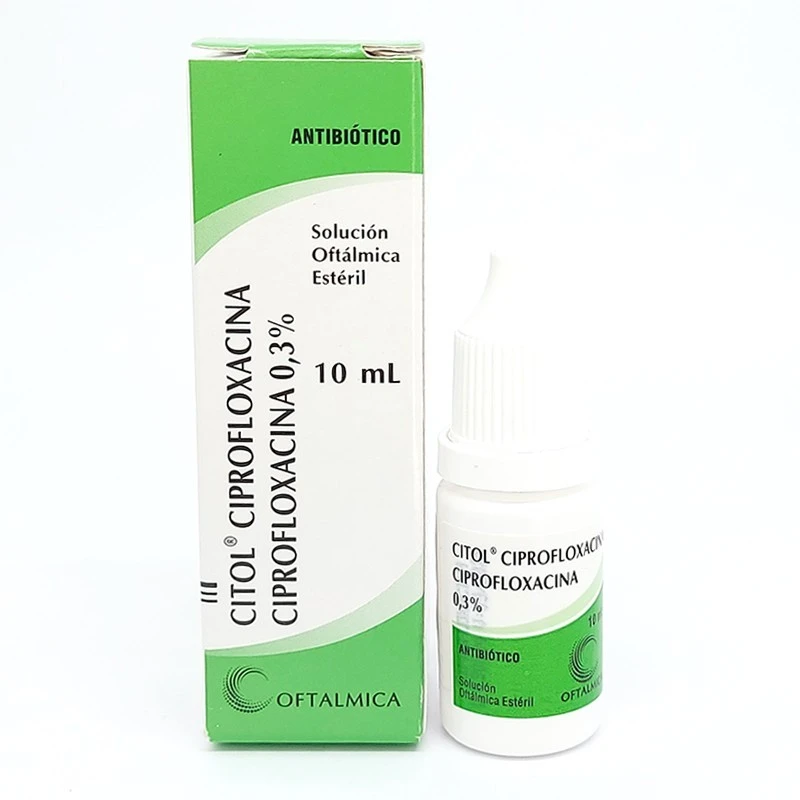 ANTIBIÓTICO
Solución
Oftálmica
Estéril
10 mL
CITOL® CIPROFLOXACINA
CIPROFLOXACINA 0,3%
OFTALMICA
CITOL® CIPROFLOXACINA
CIPROFLOXACINA
0,3%
10
ANTIBIÓTICO
Solución
Oftálmica Estéril
OFTALMICA